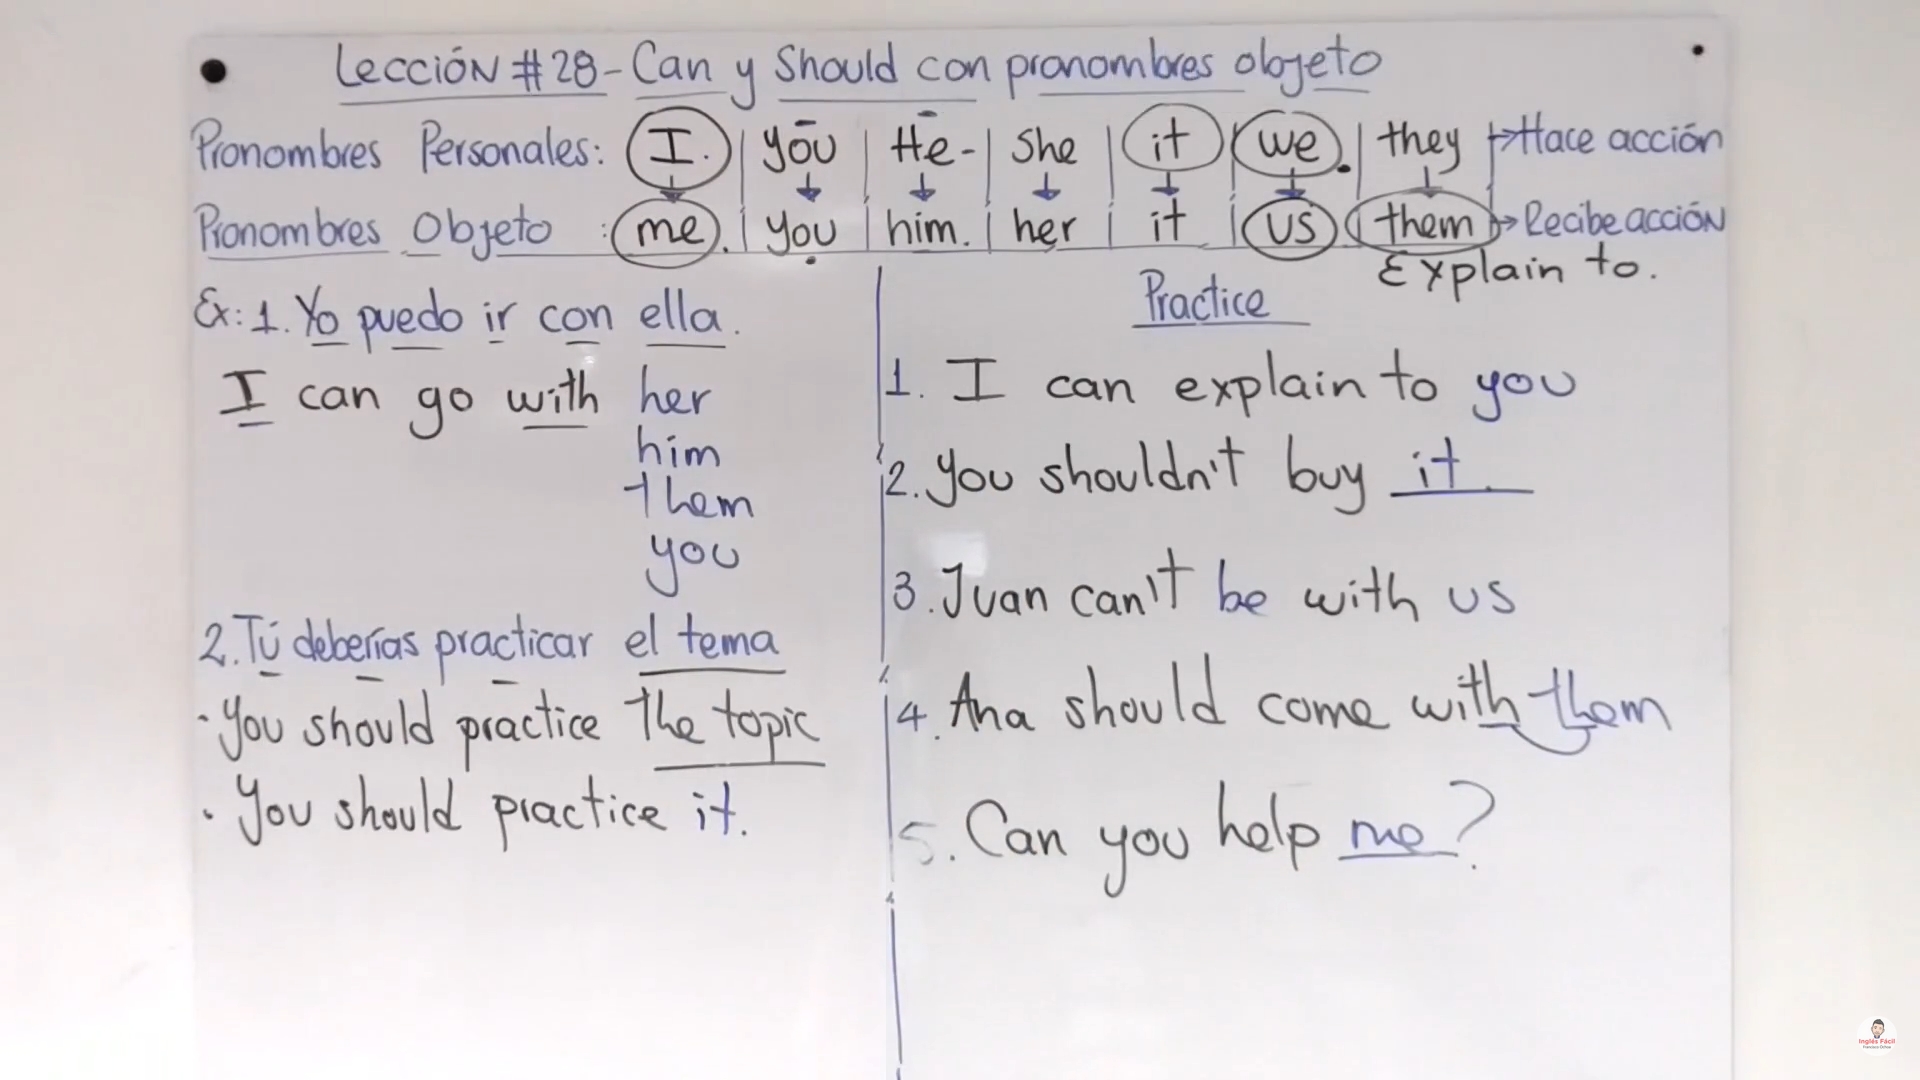 Lección #28 - Can y Should con pronombres objeto
Pronombres Personales: I. | you | He - | she | it | we. | they → Hace acción
Pronombres Objeto : me. | you | him. | her | it | us | them → Recibe acción
Explain to.
Ex: 1. Yo puedo ir con ella.
I can go with her
him
them
you
2. Tú deberías practicar el tema
· You should practice the topic
· You should practice it.
Practice
1. I can explain to you
2. You shouldn't buy it.
3. Juan can't be with us
4. Ana should come with them
5. Can you help me?
Inglés Fácil